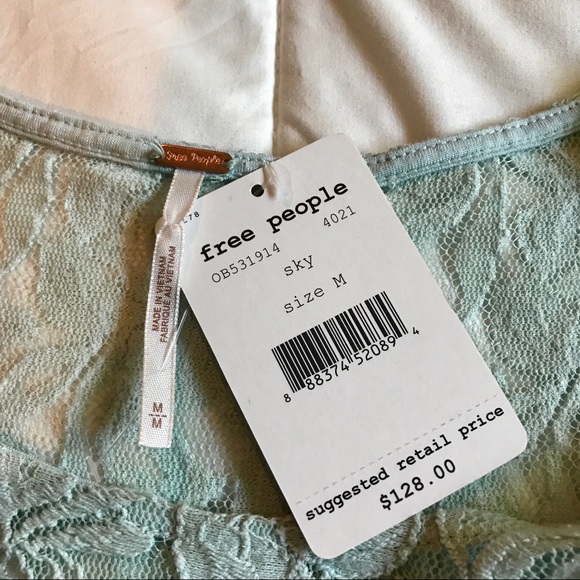 Free People
178
MADE IN VIETNAM
FABRIQUÉ AU VIETNAM
M
M
free people
OB531914 4021
sky
size M
8 88374 52089 4
suggested retail price
$128.00